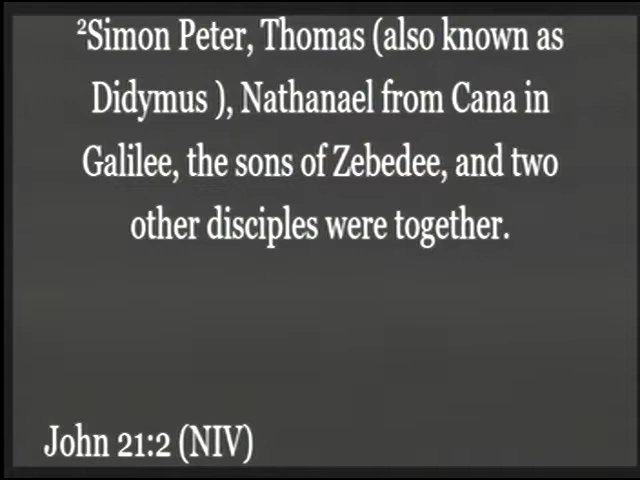 ²Simon Peter, Thomas (also known as
Didymus ), Nathanael from Cana in
Galilee, the sons of Zebedee, and two
other disciples were together.
John 21:2 (NIV)